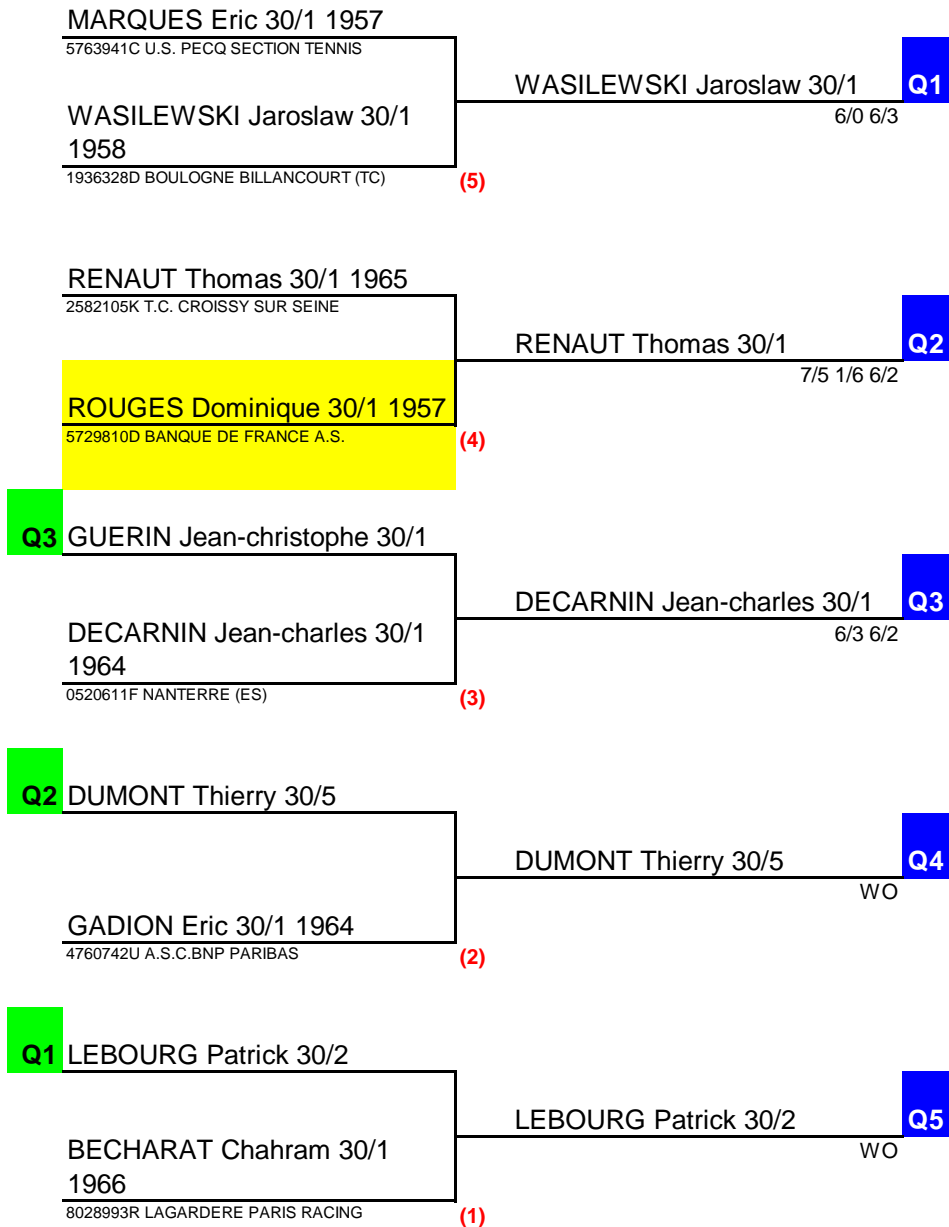 MARQUES Eric 30/1 1957
5763941C U.S. PECQ SECTION TENNIS
WASILEWSKI Jaroslaw 30/1
Q1
6/0 6/3
WASILEWSKI Jaroslaw 30/1
1958
1936328D BOULOGNE BILLANCOURT (TC)
(5)
RENAUT Thomas 30/1 1965
2582105K T.C. CROISSY SUR SEINE
RENAUT Thomas 30/1
Q2
7/5 1/6 6/2
ROUGES Dominique 30/1 1957
5729810D BANQUE DE FRANCE A.S.
(4)
Q3 GUERIN Jean-christophe 30/1
DECARNIN Jean-charles 30/1
Q3
6/3 6/2
DECARNIN Jean-charles 30/1
1964
0520611F NANTERRE (ES)
(3)
Q2 DUMONT Thierry 30/5
DUMONT Thierry 30/5
Q4
WO
GADION Eric 30/1 1964
4760742U A.S.C.BNP PARIBAS
(2)
Q1 LEBOURG Patrick 30/2
LEBOURG Patrick 30/2
Q5
WO
BECHARAT Chahram 30/1
1966
8028993R LAGARDERE PARIS RACING
(1)